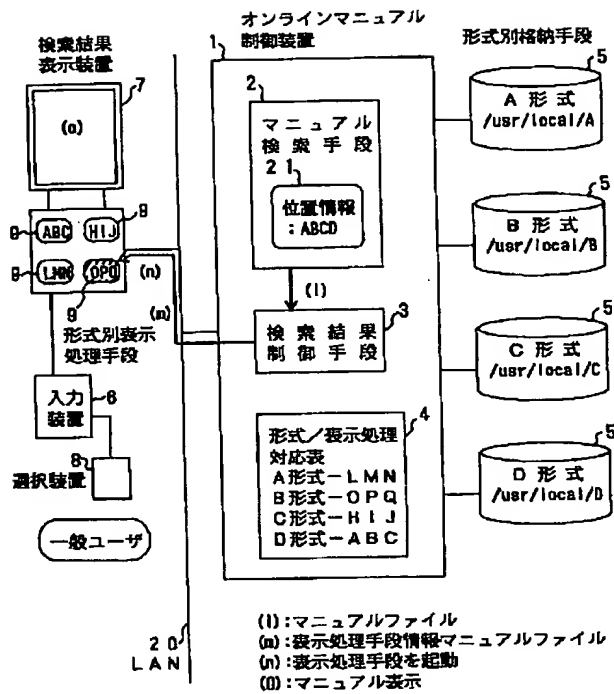 検索結果
表示装置
7
(o)
9
ABC
HIJ
9
9
LMN
OPQ
(n)
9
(m)
形式別表示
処理手段
入力
装置
6
8
選択装置
一般ユーザ
20
LAN
オンラインマニュアル
制御装置
1
2
マニュアル
検索手段
21
位置情報
:ABCD
(l)
検索結果
制御手段
3
4
形式/表示処理
対応表
A形式-LMN
B形式-OPQ
C形式-HIJ
D形式-ABC
形式別格納手段
5
A形式
/usr/local/A
5
B形式
/usr/local/B
5
C形式
/usr/local/C
5
D形式
/usr/local/D
(l):マニュアルファイル
(m):表示処理手段情報マニュアルファイル
(n):表示処理手段を起動
(o):マニュアル表示